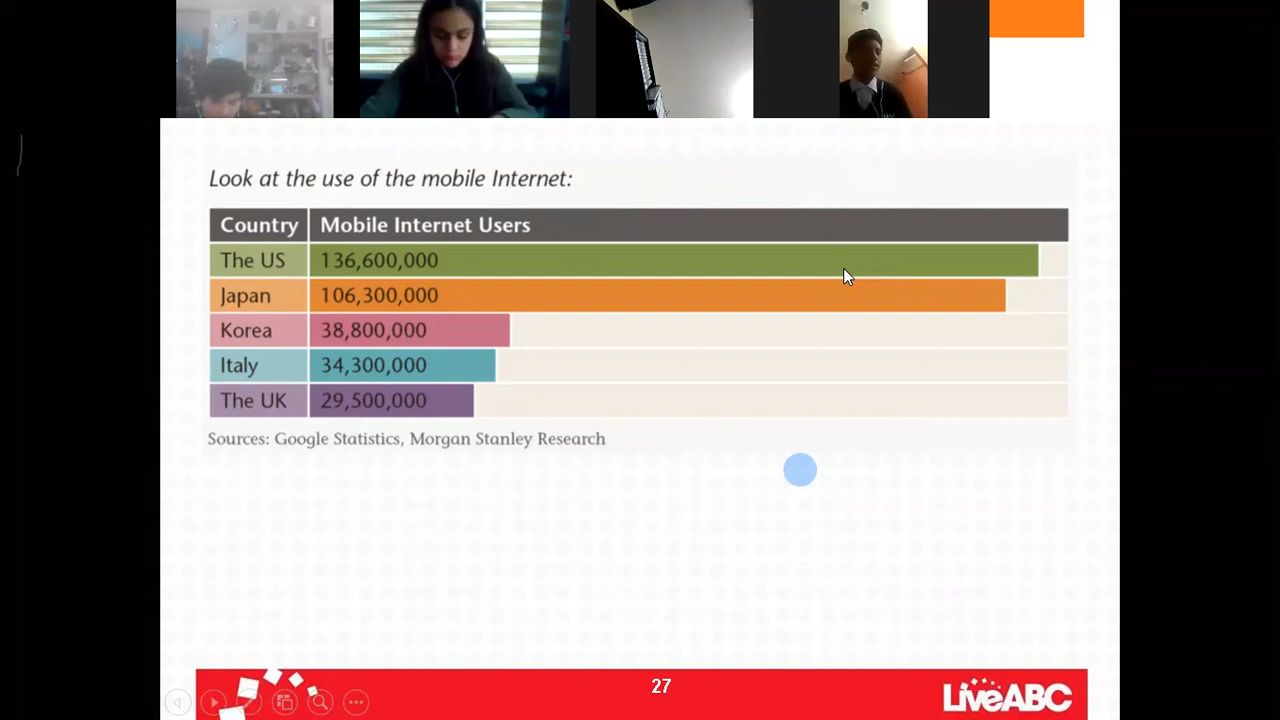 Look at the use of the mobile Internet:
Country Mobile Internet Users
The US 136,600,000
Japan 106,300,000
Korea 38,800,000
Italy 34,300,000
The UK 29,500,000
Sources: Google Statistics, Morgan Stanley Research
27
LiveABC